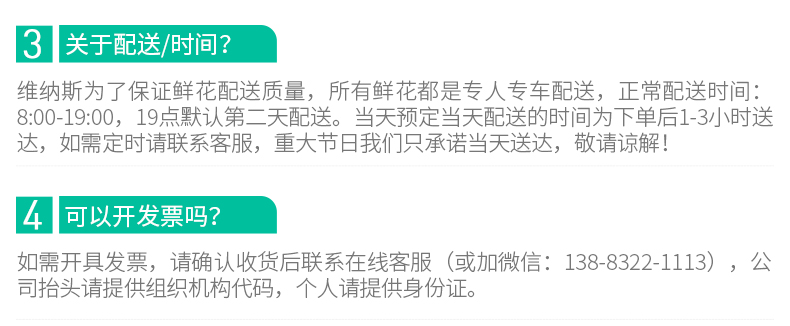 3 关于配送/时间？
维纳斯为了保证鲜花配送质量，所有鲜花都是专人专车配送，正常配送时间：
8:00-19:00，19点默认第二天配送。当天预定当天配送的时间为下单后1-3小时送
达，如需定时请联系客服，重大节日我们只承诺当天送达，敬请谅解！
4 可以开发票吗？
如需开具发票，请确认收货后联系在线客服（或加微信：138-8322-1113），公
司抬头请提供组织机构代码，个人请提供身份证。